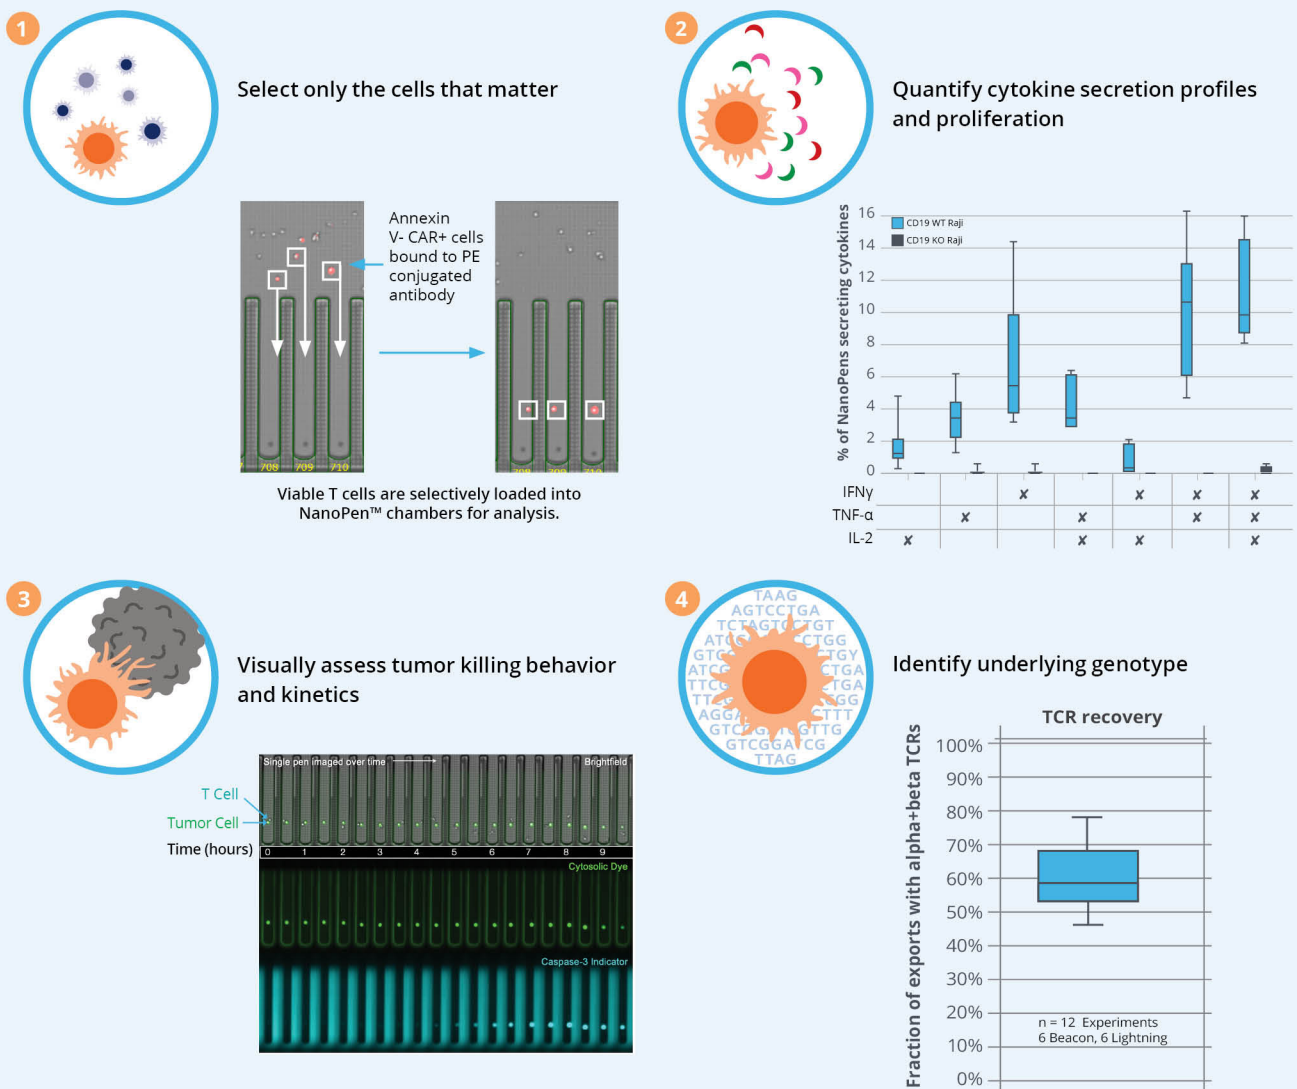 1
Select only the cells that matter
Annexin
V- CAR+ cells
bound to PE
conjugated
antibody
708 709 710
708 709 710
Viable T cells are selectively loaded into
NanoPen™ chambers for analysis.
2
Quantify cytokine secretion profiles
and proliferation
% of NanoPens secreting cytokines
16
14
12
10
8
6
4
2
0
CD19 WT Raji
CD19 KO Raji
IFNγ ✘ ✘ ✘ ✘
TNF-α ✘ ✘ ✘ ✘
IL-2 ✘ ✘ ✘ ✘
3
Visually assess tumor killing behavior
and kinetics
Single pen imaged over time
Brightfield
T Cell
Tumor Cell
Time (hours) 0 1 2 3 4 5 6 7 8 9
Cytosolic Dye
Caspase-3 Indicator
4
TAAG
AGTCCTGA
TTAG
Identify underlying genotype
TCR recovery
Fraction of exports with alpha+beta TCRs
100%
90%
80%
70%
60%
50%
40%
30%
20%
10%
0%
n = 12 Experiments
6 Beacon, 6 Lightning